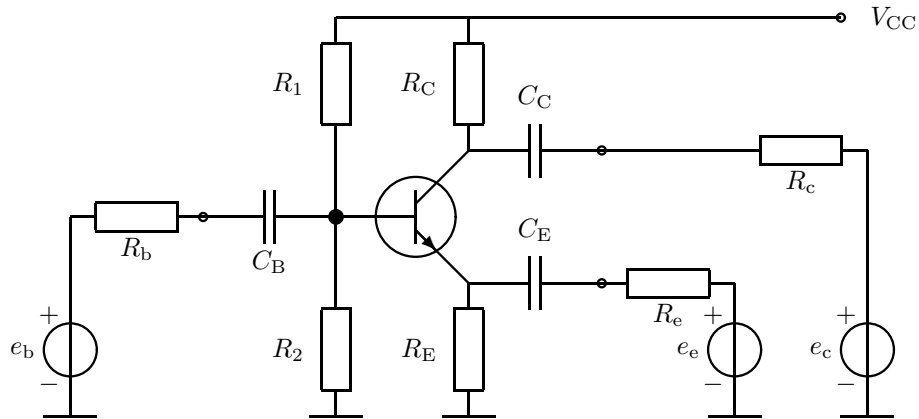 V_CC
R_1
R_C
C_C
R_c
C_E
R_b
C_B
R_e
+
+
+
e_b
R_2
R_E
e_e
e_c
−
−
−